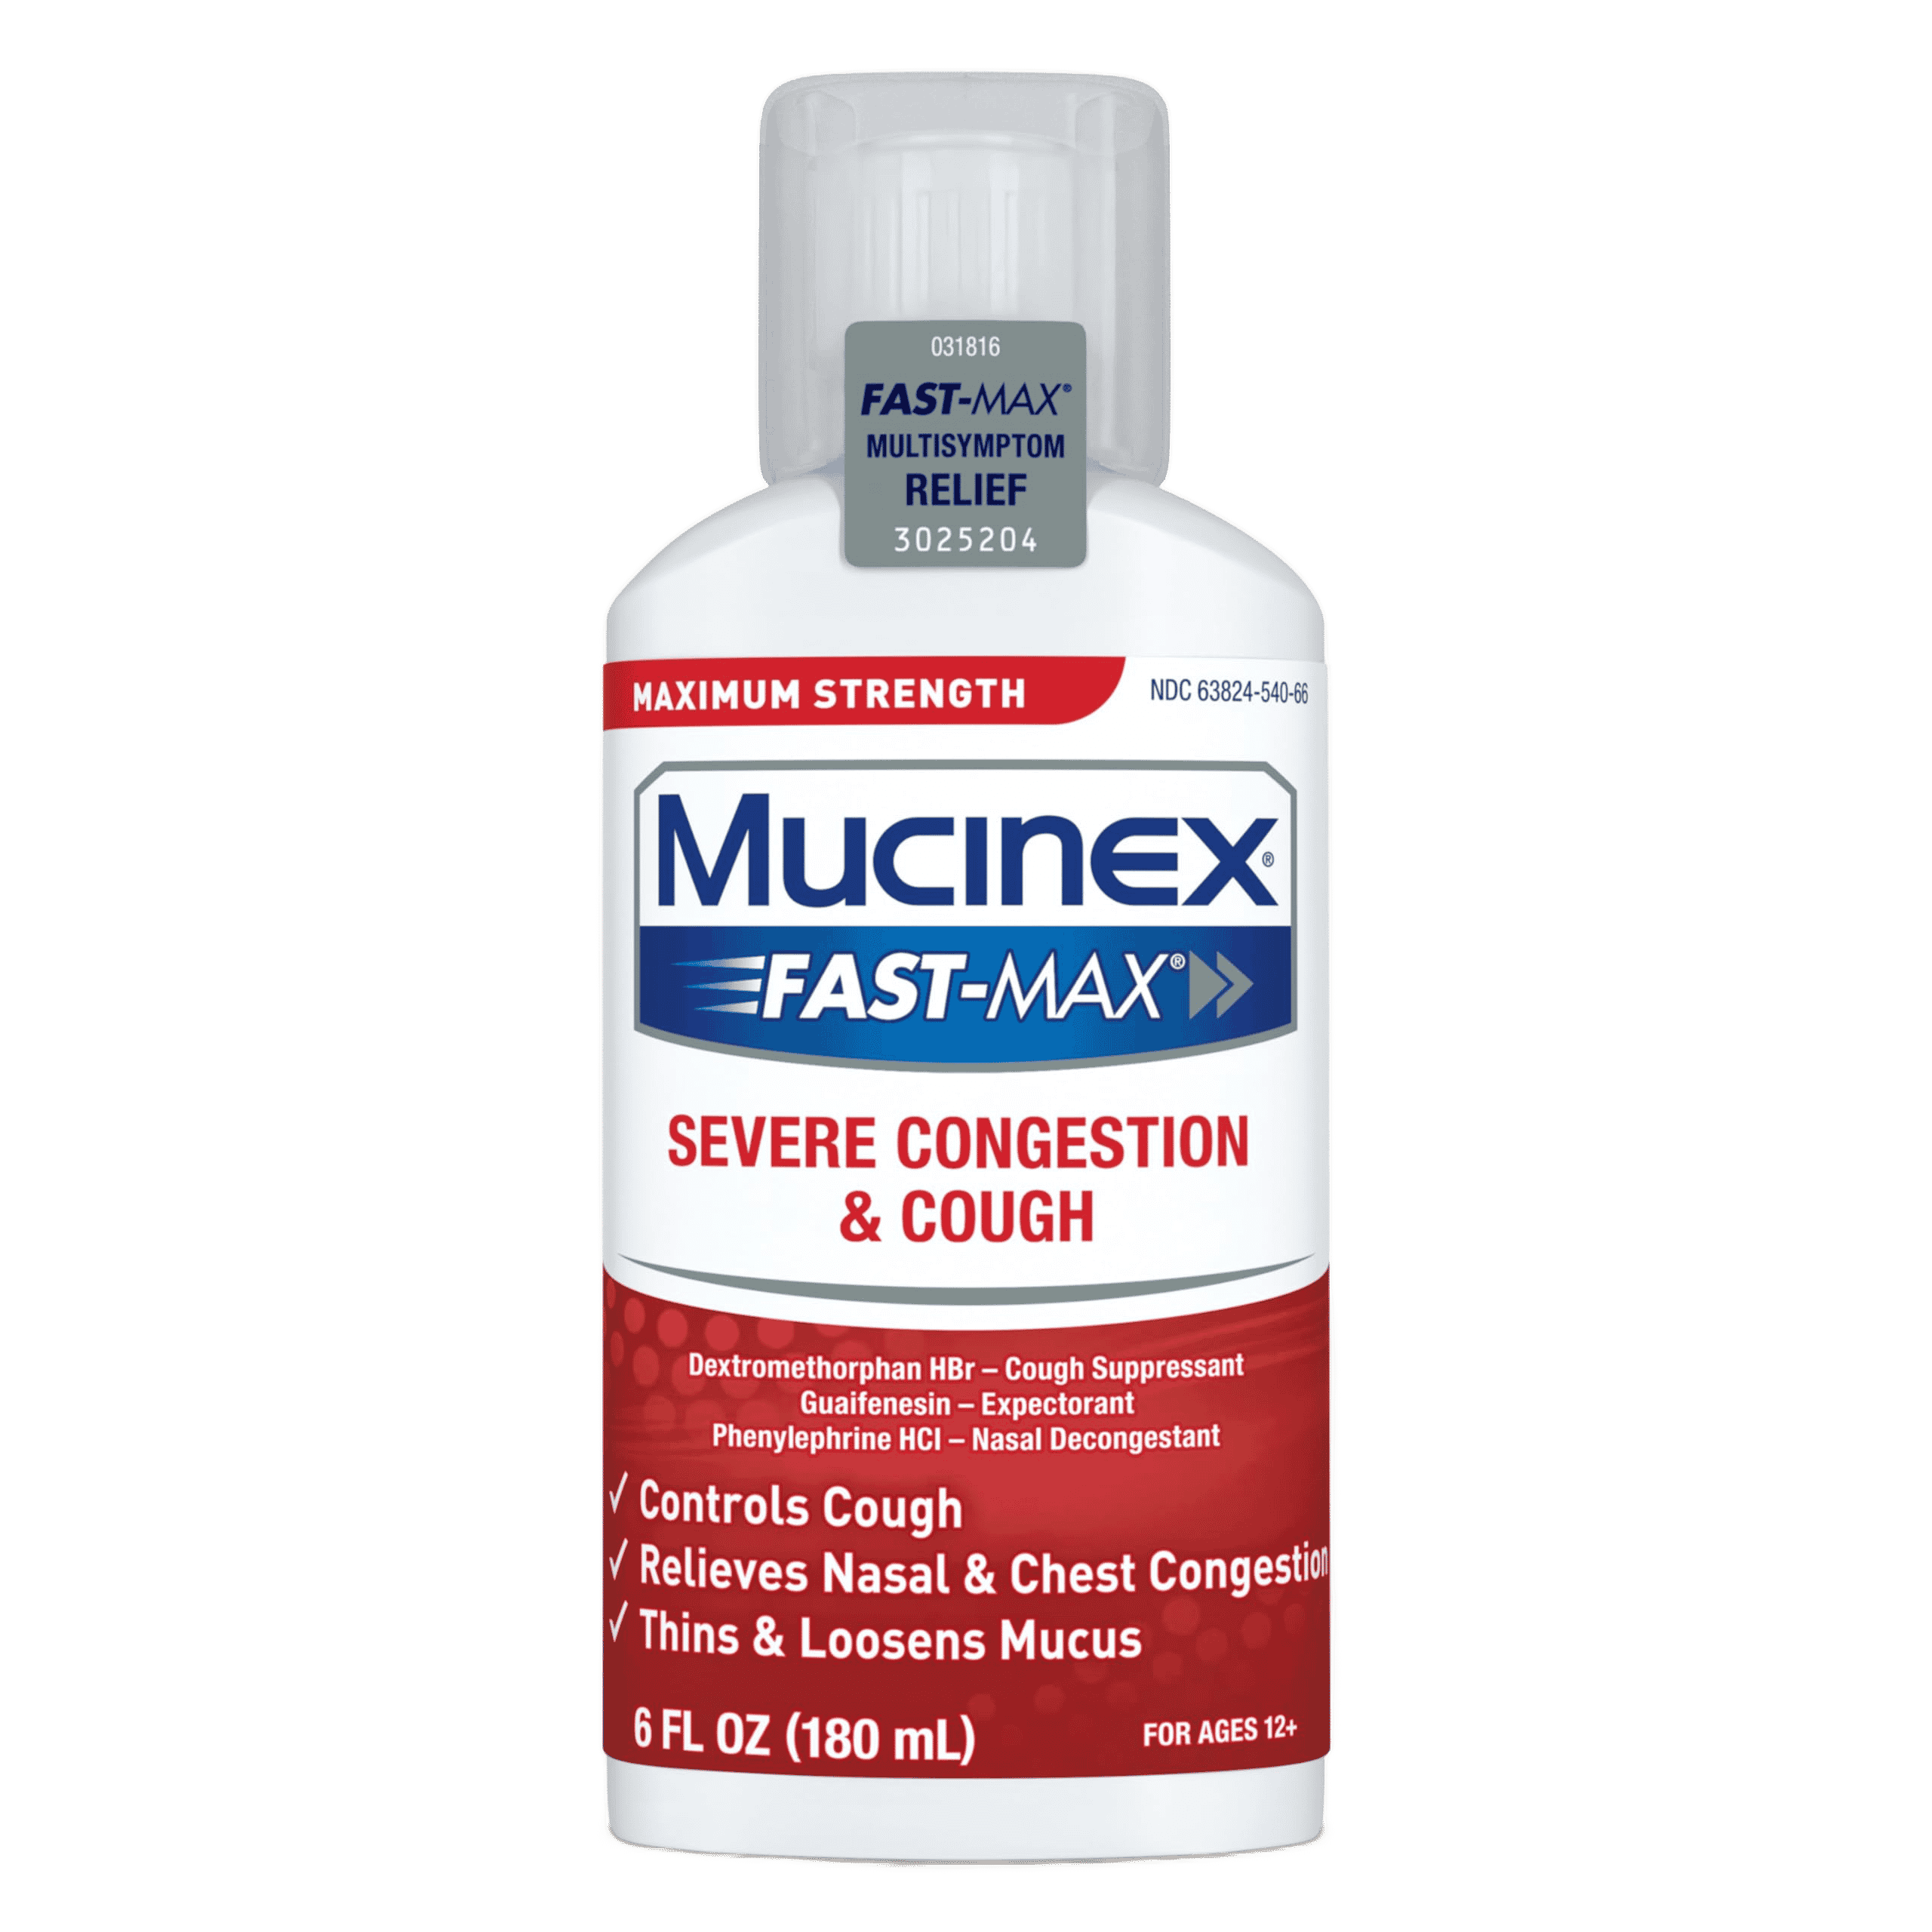 031816
FAST-MAX®
MULTISYMPTOM
RELIEF
3025204
MAXIMUM STRENGTH
NDC 63824-540-66
Mucinex®
FAST-MAX®
SEVERE CONGESTION
& COUGH
Dextromethorphan HBr – Cough Suppressant
Guaifenesin – Expectorant
Phenylephrine HCl – Nasal Decongestant
✓ Controls Cough
✓ Relieves Nasal & Chest Congestion
✓ Thins & Loosens Mucus
6 FL OZ (180 mL)
FOR AGES 12+